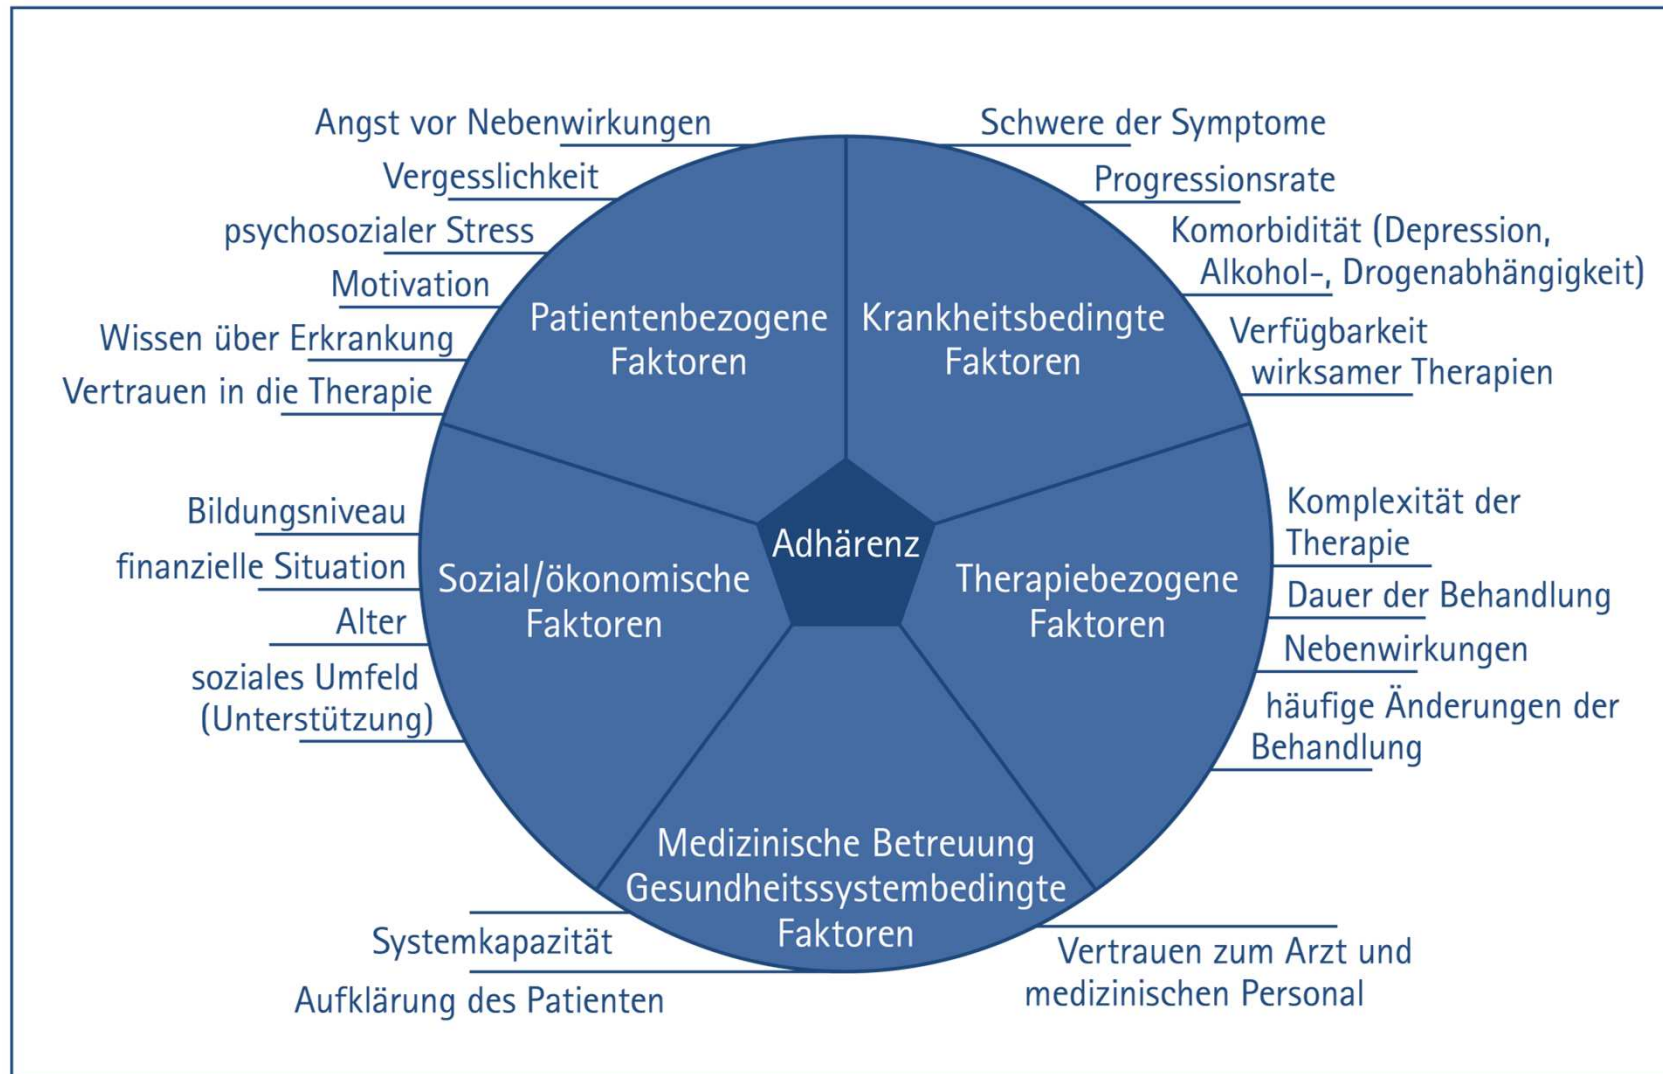 Angst vor Nebenwirkungen
Vergesslichkeit
psychosozialer Stress
Motivation
Wissen über Erkrankung
Vertrauen in die Therapie
Patientenbezogene
Faktoren
Schwere der Symptome
Progressionsrate
Komorbidität (Depression,
Alkohol-, Drogenabhängigkeit)
Verfügbarkeit
wirksamer Therapien
Krankheitsbedingte
Faktoren
Adhärenz
Bildungsniveau
finanzielle Situation
Alter
soziales Umfeld
(Unterstützung)
Sozial/ökonomische
Faktoren
Therapiebezogene
Faktoren
Komplexität der
Therapie
Dauer der Behandlung
Nebenwirkungen
häufige Änderungen der
Behandlung
Medizinische Betreuung
Gesundheitssystembedingte
Faktoren
Systemkapazität
Aufklärung des Patienten
Vertrauen zum Arzt und
medizinischen Personal